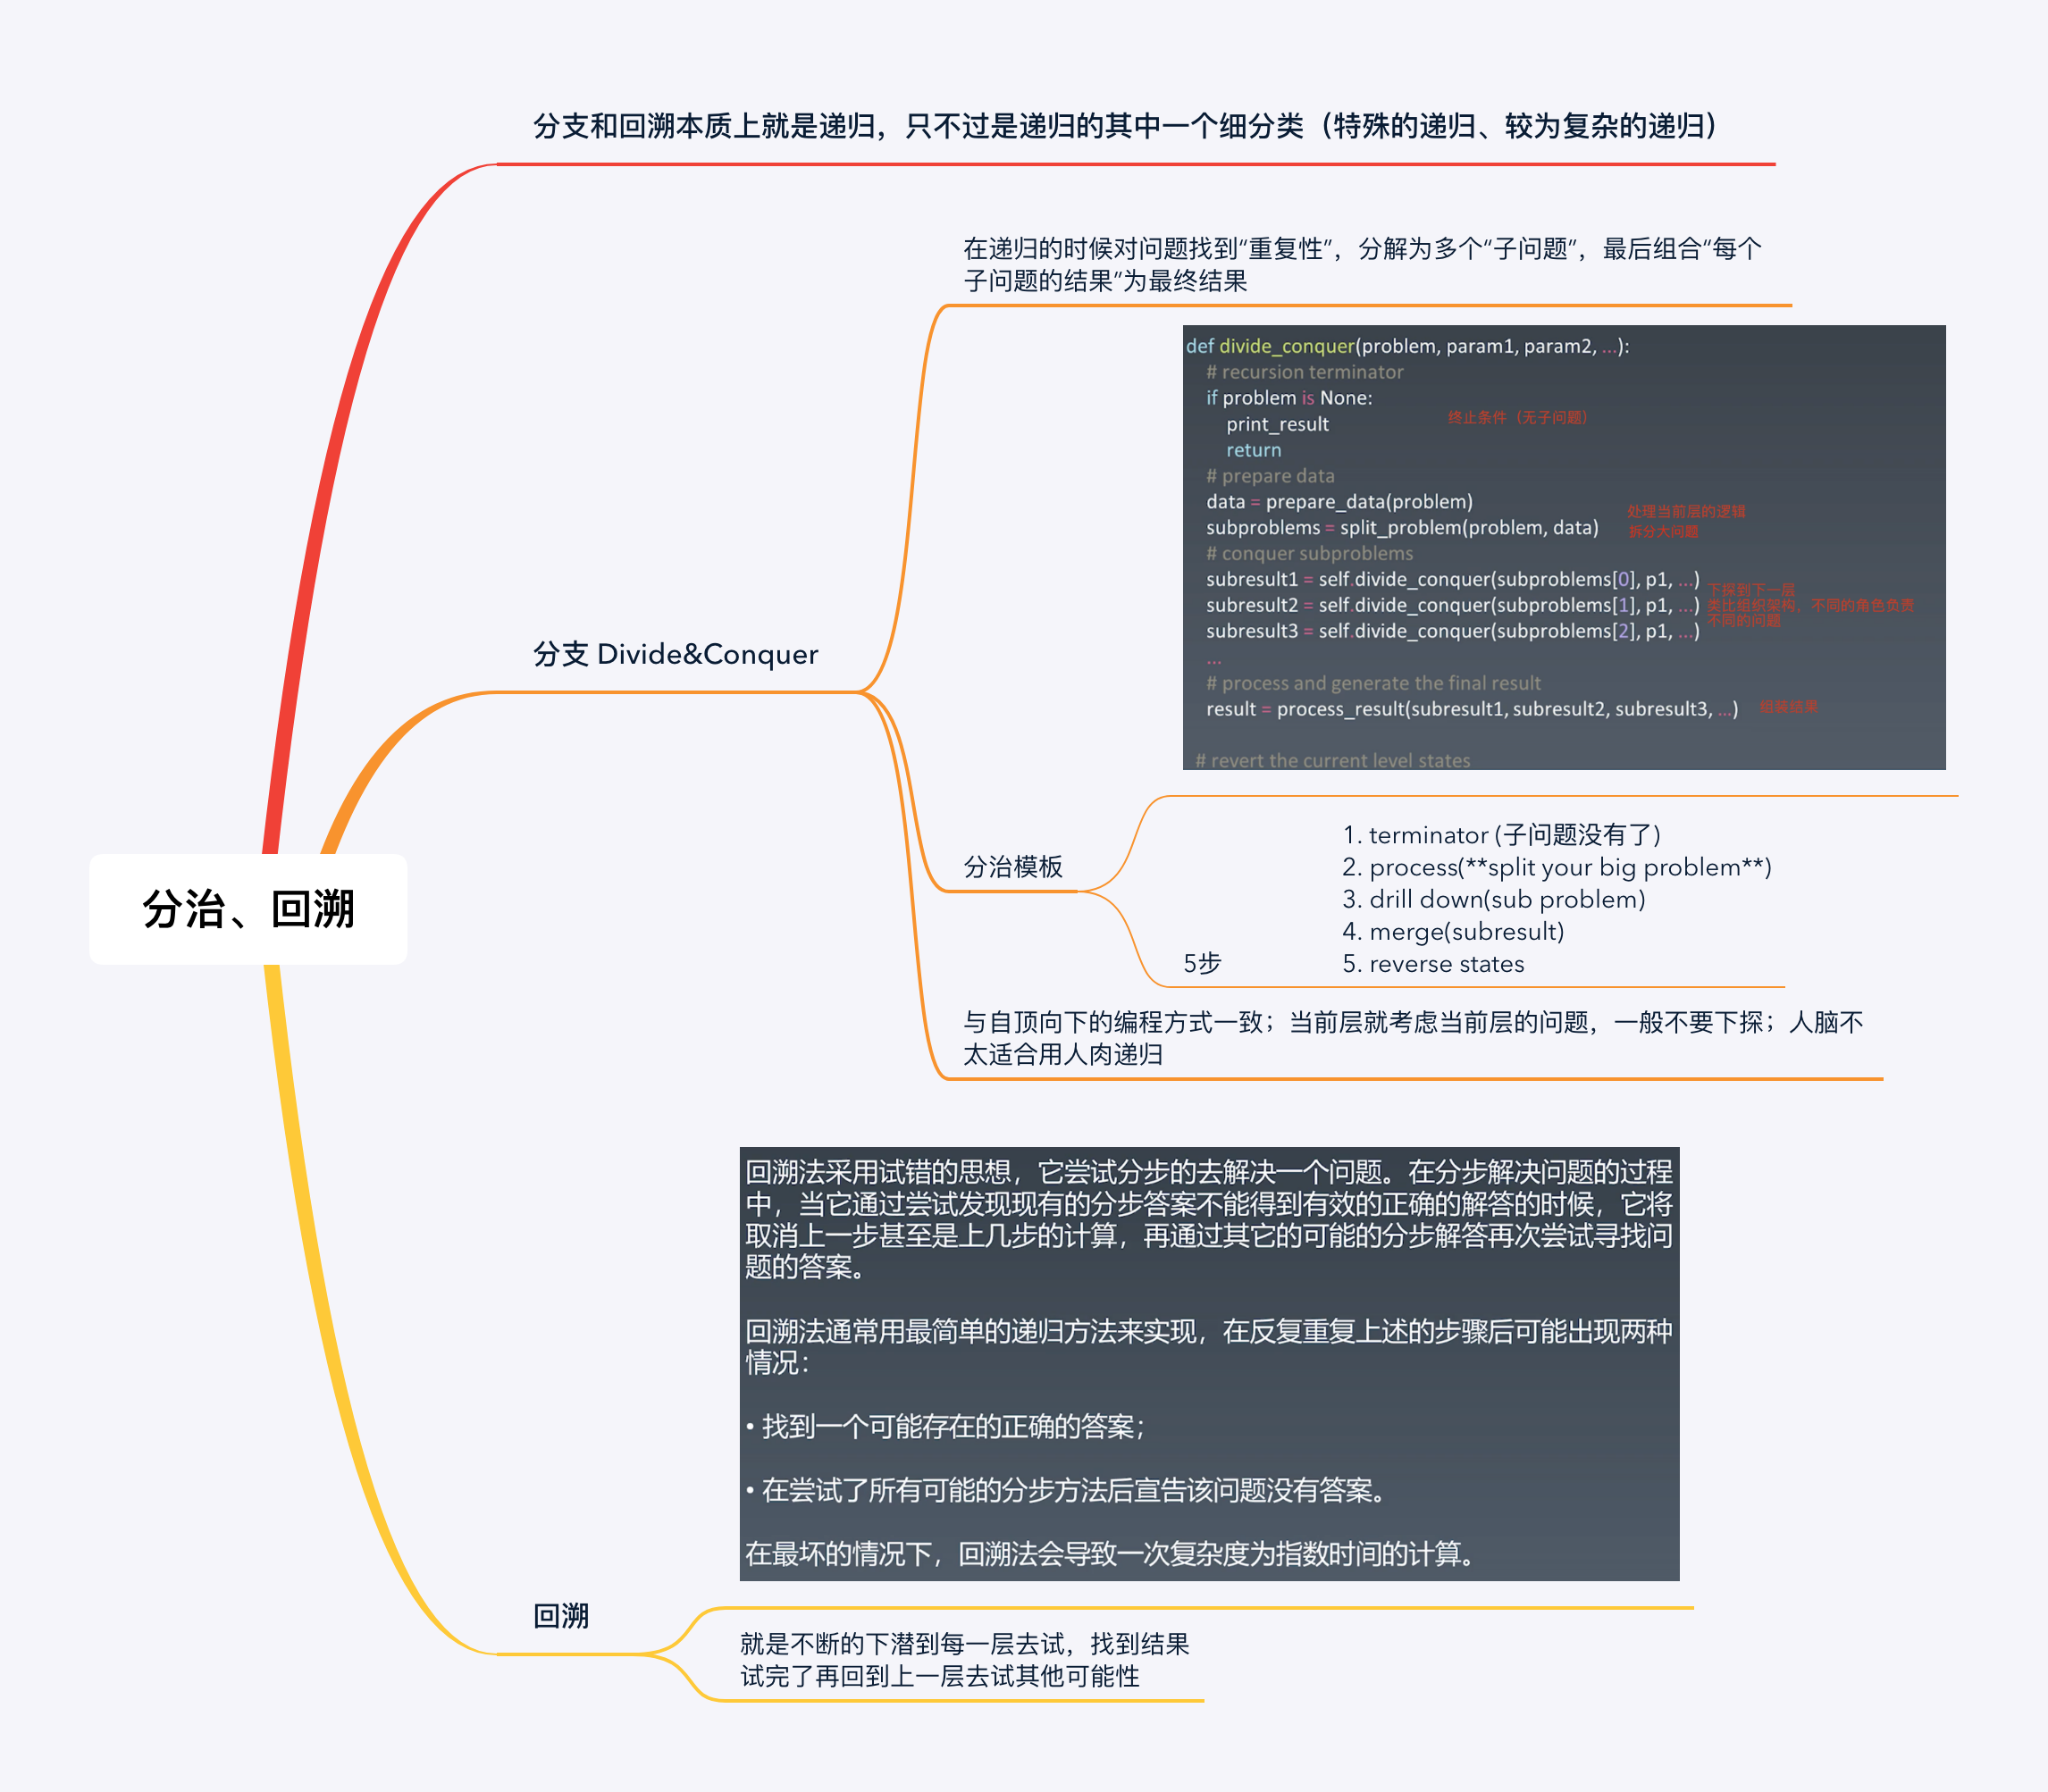 分支和回溯本质上就是递归，只不过是递归的其中一个细分类（特殊的递归、较为复杂的递归）
在递归的时候对问题找到“重复性”，分解为多个“子问题”，最后组合“每个
子问题的结果”为最终结果
def divide_conquer(problem, param1, param2, ...):
# recursion terminator
if problem is None:
print_result
终止条件（无子问题）
return
# prepare data
data = prepare_data(problem)
处理当前层的逻辑
subproblems = split_problem(problem, data)
拆分大问题
# conquer subproblems
subresult1 = self.divide_conquer(subproblems[0], p1, ...)
下探到下一层
subresult2 = self.divide_conquer(subproblems[1], p1, ...)
类比组织架构，不同的角色负责
不同的问题
subresult3 = self.divide_conquer(subproblems[2], p1, ...)
...
# process and generate the final result
result = process_result(subresult1, subresult2, subresult3, ...)
组装结果
# revert the current level states
分支 Divide&Conquer
分治模板
1. terminator (子问题没有了)
2. process(**split your big problem**)
3. drill down(sub problem)
4. merge(subresult)
5步
5. reverse states
与自顶向下的编程方式一致；当前层就考虑当前层的问题，一般不要下探；人脑不
太适合用人肉递归
分治、回溯
回溯法采用试错的思想，它尝试分步的去解决一个问题。在分步解决问题的过程
中，当它通过尝试发现现有的分步答案不能得到有效的正确的解答的时候，它将
取消上一步甚至是上几步的计算，再通过其它的可能的分步解答再次尝试寻找问
题的答案。
回溯法通常用最简单的递归方法来实现，在反复重复上述的步骤后可能出现两种
情况：
• 找到一个可能存在的正确的答案；
• 在尝试了所有可能的分步方法后宣告该问题没有答案。
在最坏的情况下，回溯法会导致一次复杂度为指数时间的计算。
回溯
就是不断的下潜到每一层去试，找到结果
试完了再回到上一层去试其他可能性